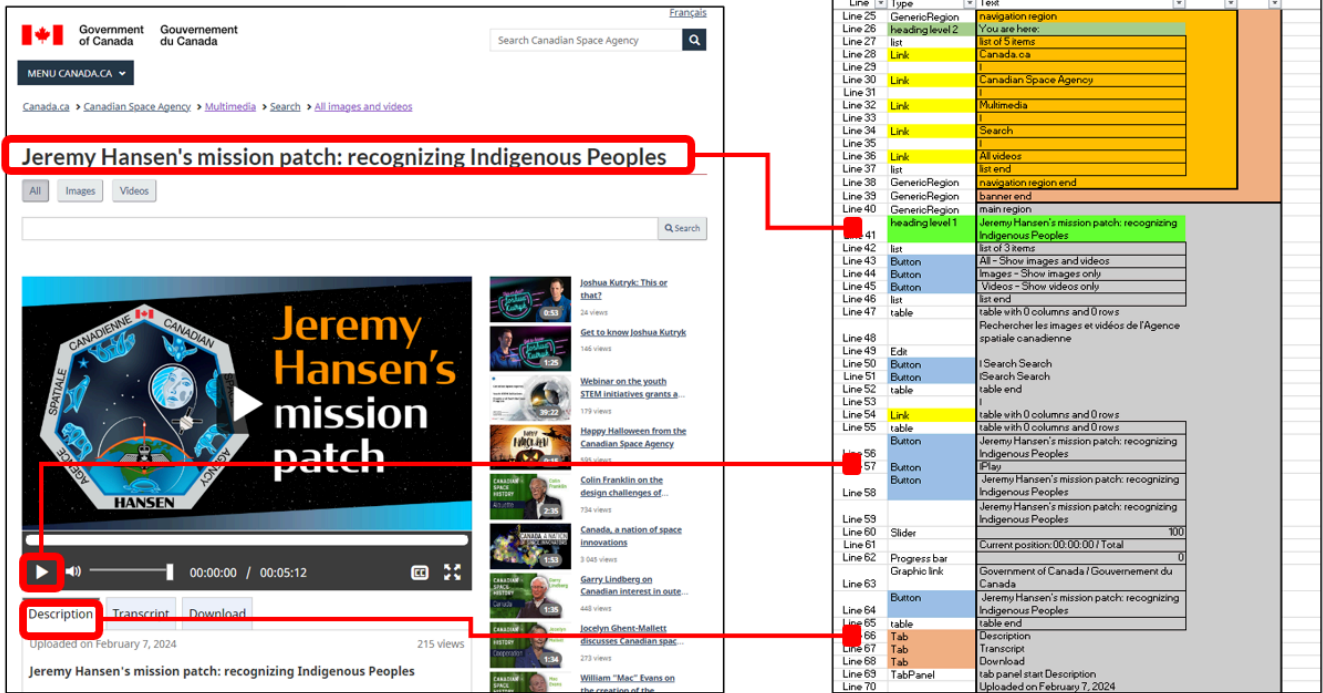 Français
Government of Canada
Gouvernement du Canada
Search Canadian Space Agency
MENU CANADA.CA
Canada.ca > Canadian Space Agency > Multimedia > Search > All images and videos
Jeremy Hansen's mission patch: recognizing Indigenous Peoples
All Images Videos
Search
CANADIENNE CANADIAN
SPATIALE SPACE
AGENCE AGENCY
HANSEN
Jeremy
Hansen's
mission
patch
00:00:00 / 00:05:12
Description Transcript Download
Uploaded on February 7, 2024 215 views
Jeremy Hansen's mission patch: recognizing Indigenous Peoples
0:53
Joshua Kutryk: This or
that?
24 views
1:25
Get to know Joshua Kutryk
146 views
39:22
Webinar on the youth
STEM initiatives grants a...
179 views
Happy Halloween from the
Canadian Space Agency
595 views
2:35
Colin Franklin on the
design challenges of...
734 views
1:53
Canada, a nation of space
innovations
3 045 views
1:35
Garry Lindberg on
Canadian interest in oute...
448 views
1:34
Jocelyn Ghent-Mallett
discusses Canadian spac...
273 views
William "Mac" Evans on
the creation of the
Line Type Text
Line 25 GenericRegion navigation region
Line 26 heading level 2 You are here:
Line 27 list list of 5 items
Line 28 Link Canada.ca
Line 29 |
Line 30 Link Canadian Space Agency
Line 31 |
Line 32 Link Multimedia
Line 33 |
Line 34 Link Search
Line 35 |
Line 36 Link All videos
Line 37 list list end
Line 38 GenericRegion navigation region end
Line 39 GenericRegion banner end
Line 40 GenericRegion main region
heading level 1 Jeremy Hansen's mission patch: recognizing
41 Indigenous Peoples
Line 42 list list of 3 items
Line 43 Button All - Show images and videos
Line 44 Button Images - Show images only
Line 45 Button Videos - Show videos only
Line 46 list list end
Line 47 table table with 0 columns and 0 rows
Rechercher les images et vidéos de l'Agence
Line 48 spatiale canadienne
Line 49 Edit
Line 50 Button | Search Search
Line 51 Button |Search Search
Line 52 table table end
Line 53 |
Line 54 Link table with 0 columns and 0 rows
Line 55 table table with 0 columns and 0 rows
Button Jeremy Hansen's mission patch: recognizing
Line 56 Indigenous Peoples
57 Button |Play
Button Jeremy Hansen's mission patch: recognizing
Line 58 Indigenous Peoples
Jeremy Hansen's mission patch: recognizing
Line 59 Indigenous Peoples
Line 60 Slider 100
Line 61 Current position: 00:00:00 / Total
Line 62 Progress bar 0
Graphic link Government of Canada / Gouvernement du
Line 63 Canada
Button Jeremy Hansen's mission patch: recognizing
Line 64 Indigenous Peoples
Line 65 table table end
66 Tab Description
Line 67 Tab Transcript
Line 68 Tab Download
Line 69 TabPanel tab panel start Description
Line 70 Uploaded on February 7, 2024